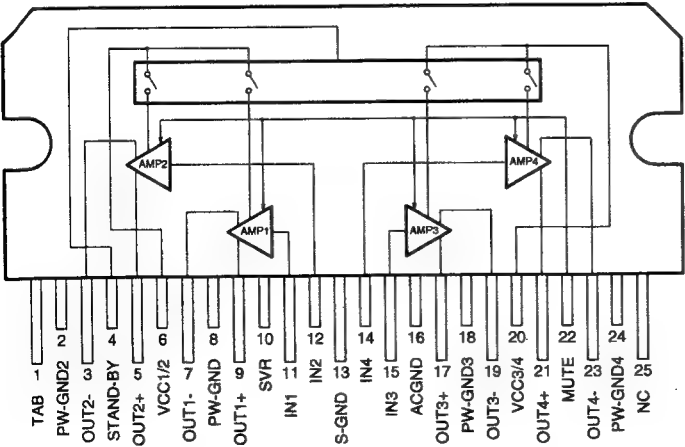 AMP2
AMP4
AMP1
AMP3
1 TAB
2 PW-GND2
3 OUT2-
4 STAND-BY
5 OUT2+
6 VCC1/2
7 OUT1-
8 PW-GND
9 OUT1+
10 SVR
11 IN1
12 IN2
13 S-GND
14 IN4
15 IN3
16 ACGND
17 OUT3+
18 PW-GND3
19 OUT3-
20 VCC3/4
21 OUT4+
22 MUTE
23 OUT4-
24 PW-GND4
25 NC